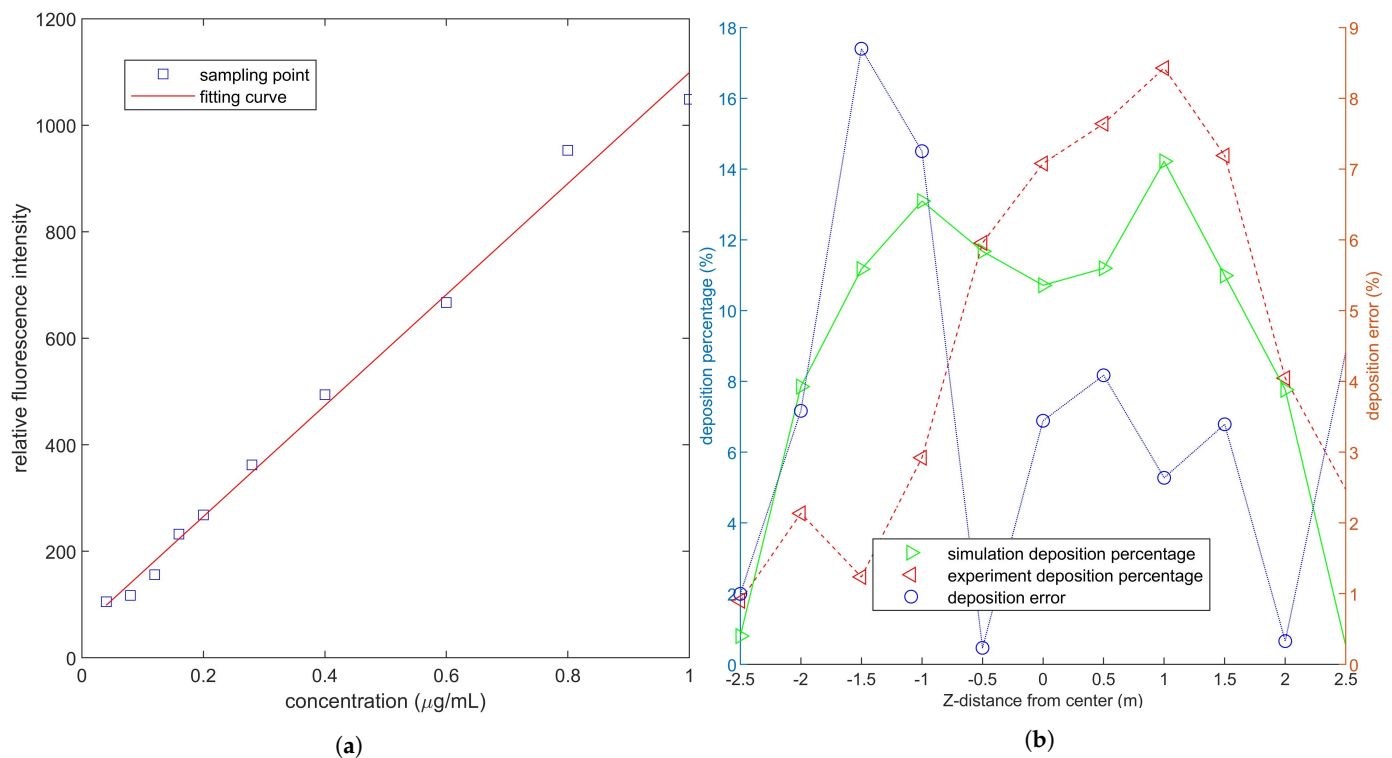 1200
1000
800
600
400
200
0
relative fluorescence intensity
sampling point
fitting curve
0 0.2 0.4 0.6 0.8 1
concentration (μg/mL)
(a)
18
16
14
12
10
8
6
4
2
0
deposition percentage (%)
simulation deposition percentage
experiment deposition percentage
deposition error
9
8
7
6
5
4
3
2
1
0
deposition error (%)
-2.5 -2 -1.5 -1 -0.5 0 0.5 1 1.5 2 2.5
Z-distance from center (m)
(b)